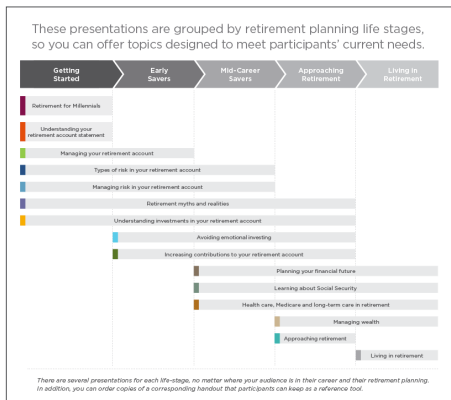 These presentations are grouped by retirement planning life stages,
so you can offer topics designed to meet participants' current needs.
Getting
Started
Early
Savers
Mid-Career
Savers
Approaching
Retirement
Living in
Retirement
Retirement for Millennials
Understanding your
retirement account statement
Managing your retirement account
Types of risk in your retirement account
Managing risk in your retirement account
Retirement myths and realities
Understanding investments in your retirement account
Avoiding emotional investing
Increasing contributions to your retirement account
Planning your financial future
Learning about Social Security
Health care, Medicare and long-term care in retirement
Managing wealth
Approaching retirement
Living in retirement
There are several presentations for each life-stage, no matter where your audience is in their career and their retirement planning.
In addition, you can order copies of a corresponding handout that participants can keep as a reference tool.